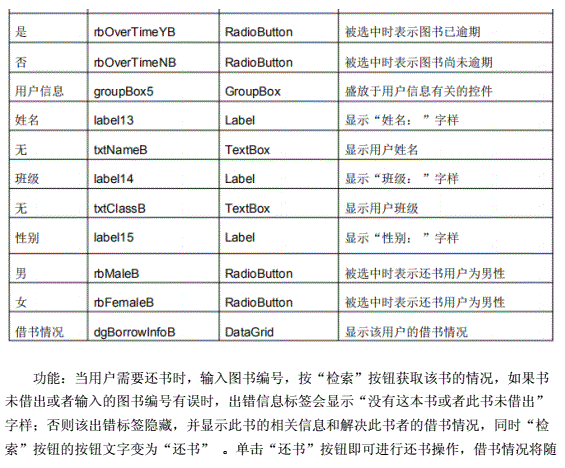 是 rbOverTimeYB RadioButton 被选中时表示图书已逾期
否 rbOverTimeNB RadioButton 被选中时表示图书尚未逾期
用户信息 groupBox5 GroupBox 盛放于用户信息有关的控件
姓名 label13 Label 显示“姓名： ”字样
无 txtNameB TextBox 显示用户姓名
班级 label14 Label 显示“班级： ”字样
无 txtClassB TextBox 显示用户班级
性别 label15 Label 显示“性别： ”字样
男 rbMaleB RadioButton 被选中时表示还书用户为男性
女 rbFemaleB RadioButton 被选中时表示还书用户为男性
借书情况 dgBorrowInfoB DataGrid 显示该用户的借书情况
功能：当用户需要还书时，输入图书编号，按“检索”按钮获取该书的情况，如果书
未借出或者输入的图书编号有误时，出错信息标签会显示“没有这本书或者此书未借出”
字样；否则该出错标签隐藏，并显示此书的相关信息和解决此书者的借书情况，同时“检
索”按钮的按钮文字变为“还书” 。单击“还书”按钮即可进行还书操作，借书情况将随